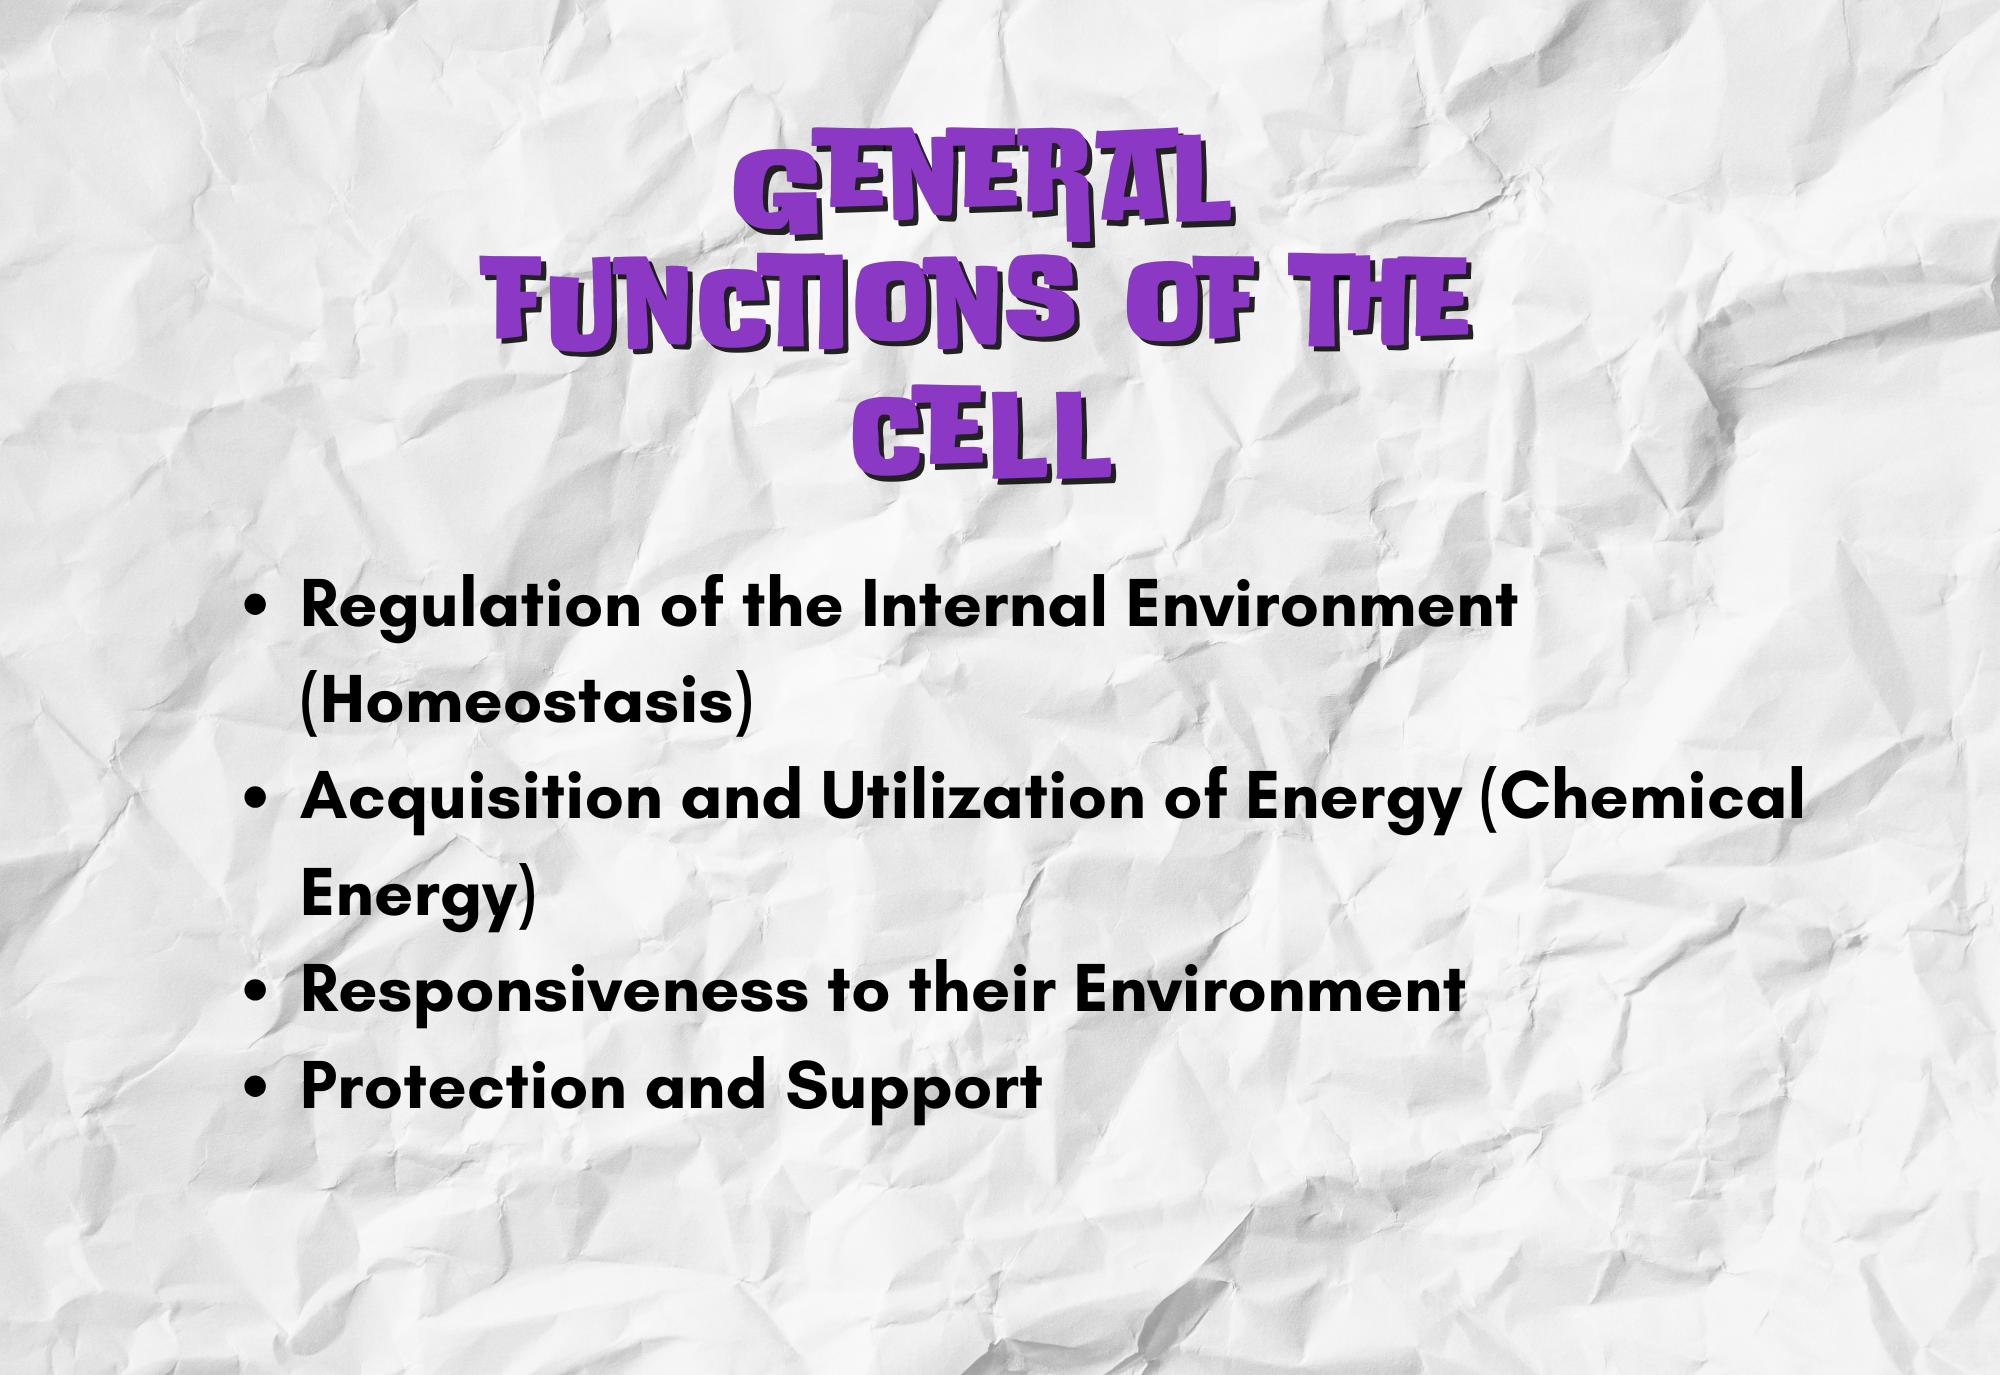 GENERAL
FUNCTIONS OF THE
CELL
• Regulation of the Internal Environment
(Homeostasis)
• Acquisition and Utilization of Energy (Chemical
Energy)
• Responsiveness to their Environment
• Protection and Support